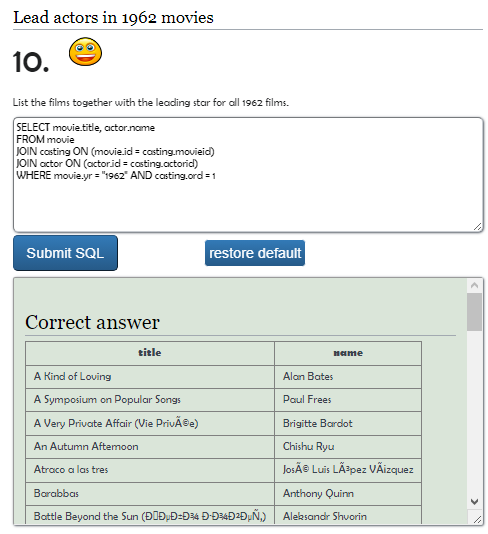 Lead actors in 1962 movies
10.
List the films together with the leading star for all 1962 films.
SELECT movie.title, actor.name
FROM movie
JOIN casting ON (movie.id = casting.movieid)
JOIN actor ON (actor.id = casting.actorid)
WHERE movie.yr = "1962" AND casting.ord = 1
Submit SQL restore default
Correct answer
title name
A Kind of Loving Alan Bates
A Symposium on Popular Songs Paul Frees
A Very Private Affair (Vie PrivÃ©e) Brigitte Bardot
An Autumn Afternoon Chishu Ryu
Atraco a las tres JosÃ© Luis LÃ³pez VÃ¡zquez
Barabbas Anthony Quinn
Battle Beyond the Sun Aleksandr Shvorin